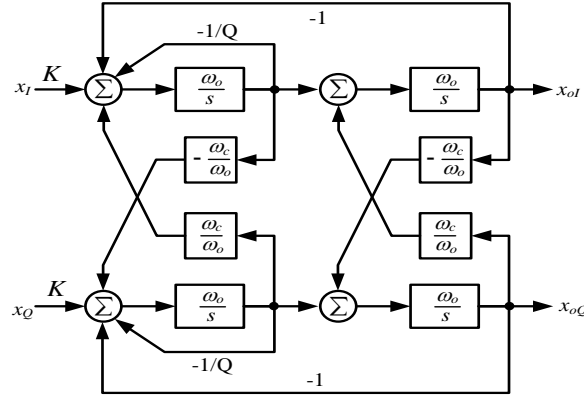 -1
-1/Q
x_I K Σ ω_o/s Σ ω_o/s x_oI
- ω_c/ω_o - ω_c/ω_o
ω_c/ω_o ω_c/ω_o
x_Q K Σ ω_o/s Σ ω_o/s x_oQ
-1/Q
-1